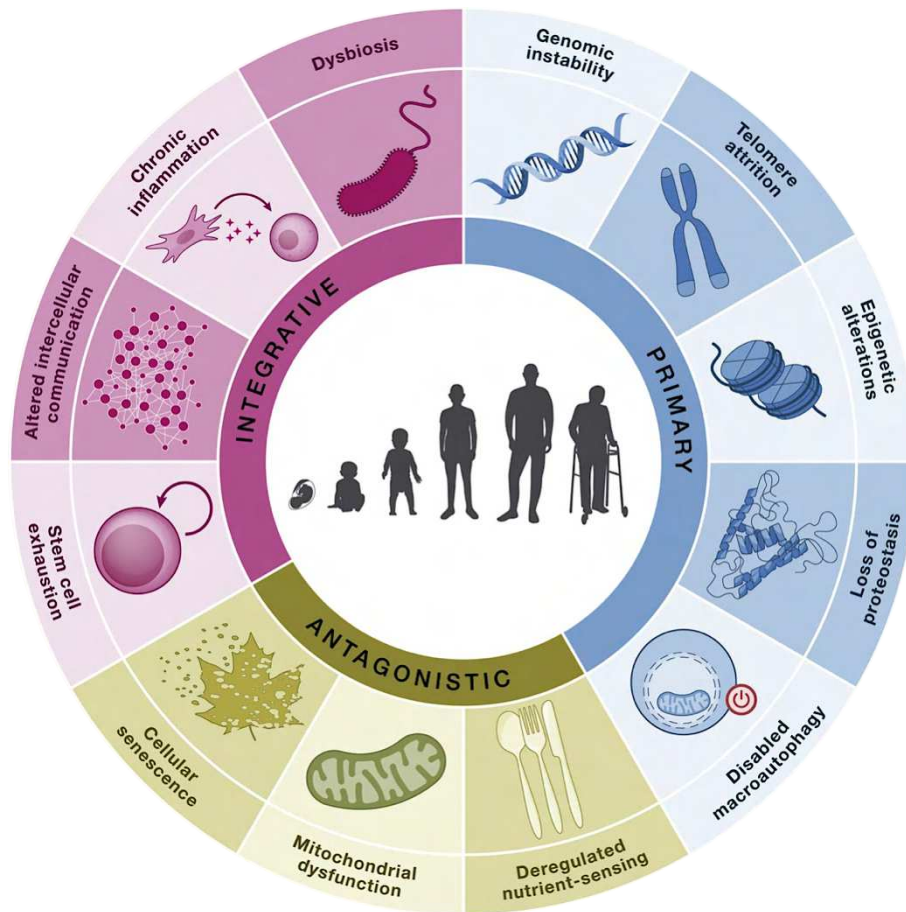 Dysbiosis
Genomic
instability
Telomere
attrition
Epigenetic
alterations
Loss of
proteostasis
Disabled
macroautophagy
Deregulated
nutrient-sensing
Mitochondrial
dysfunction
Cellular
senescence
Stem cell
exhaustion
Altered intercellular
communication
Chronic
inflammation
INTEGRATIVE
PRIMARY
ANTAGONISTIC